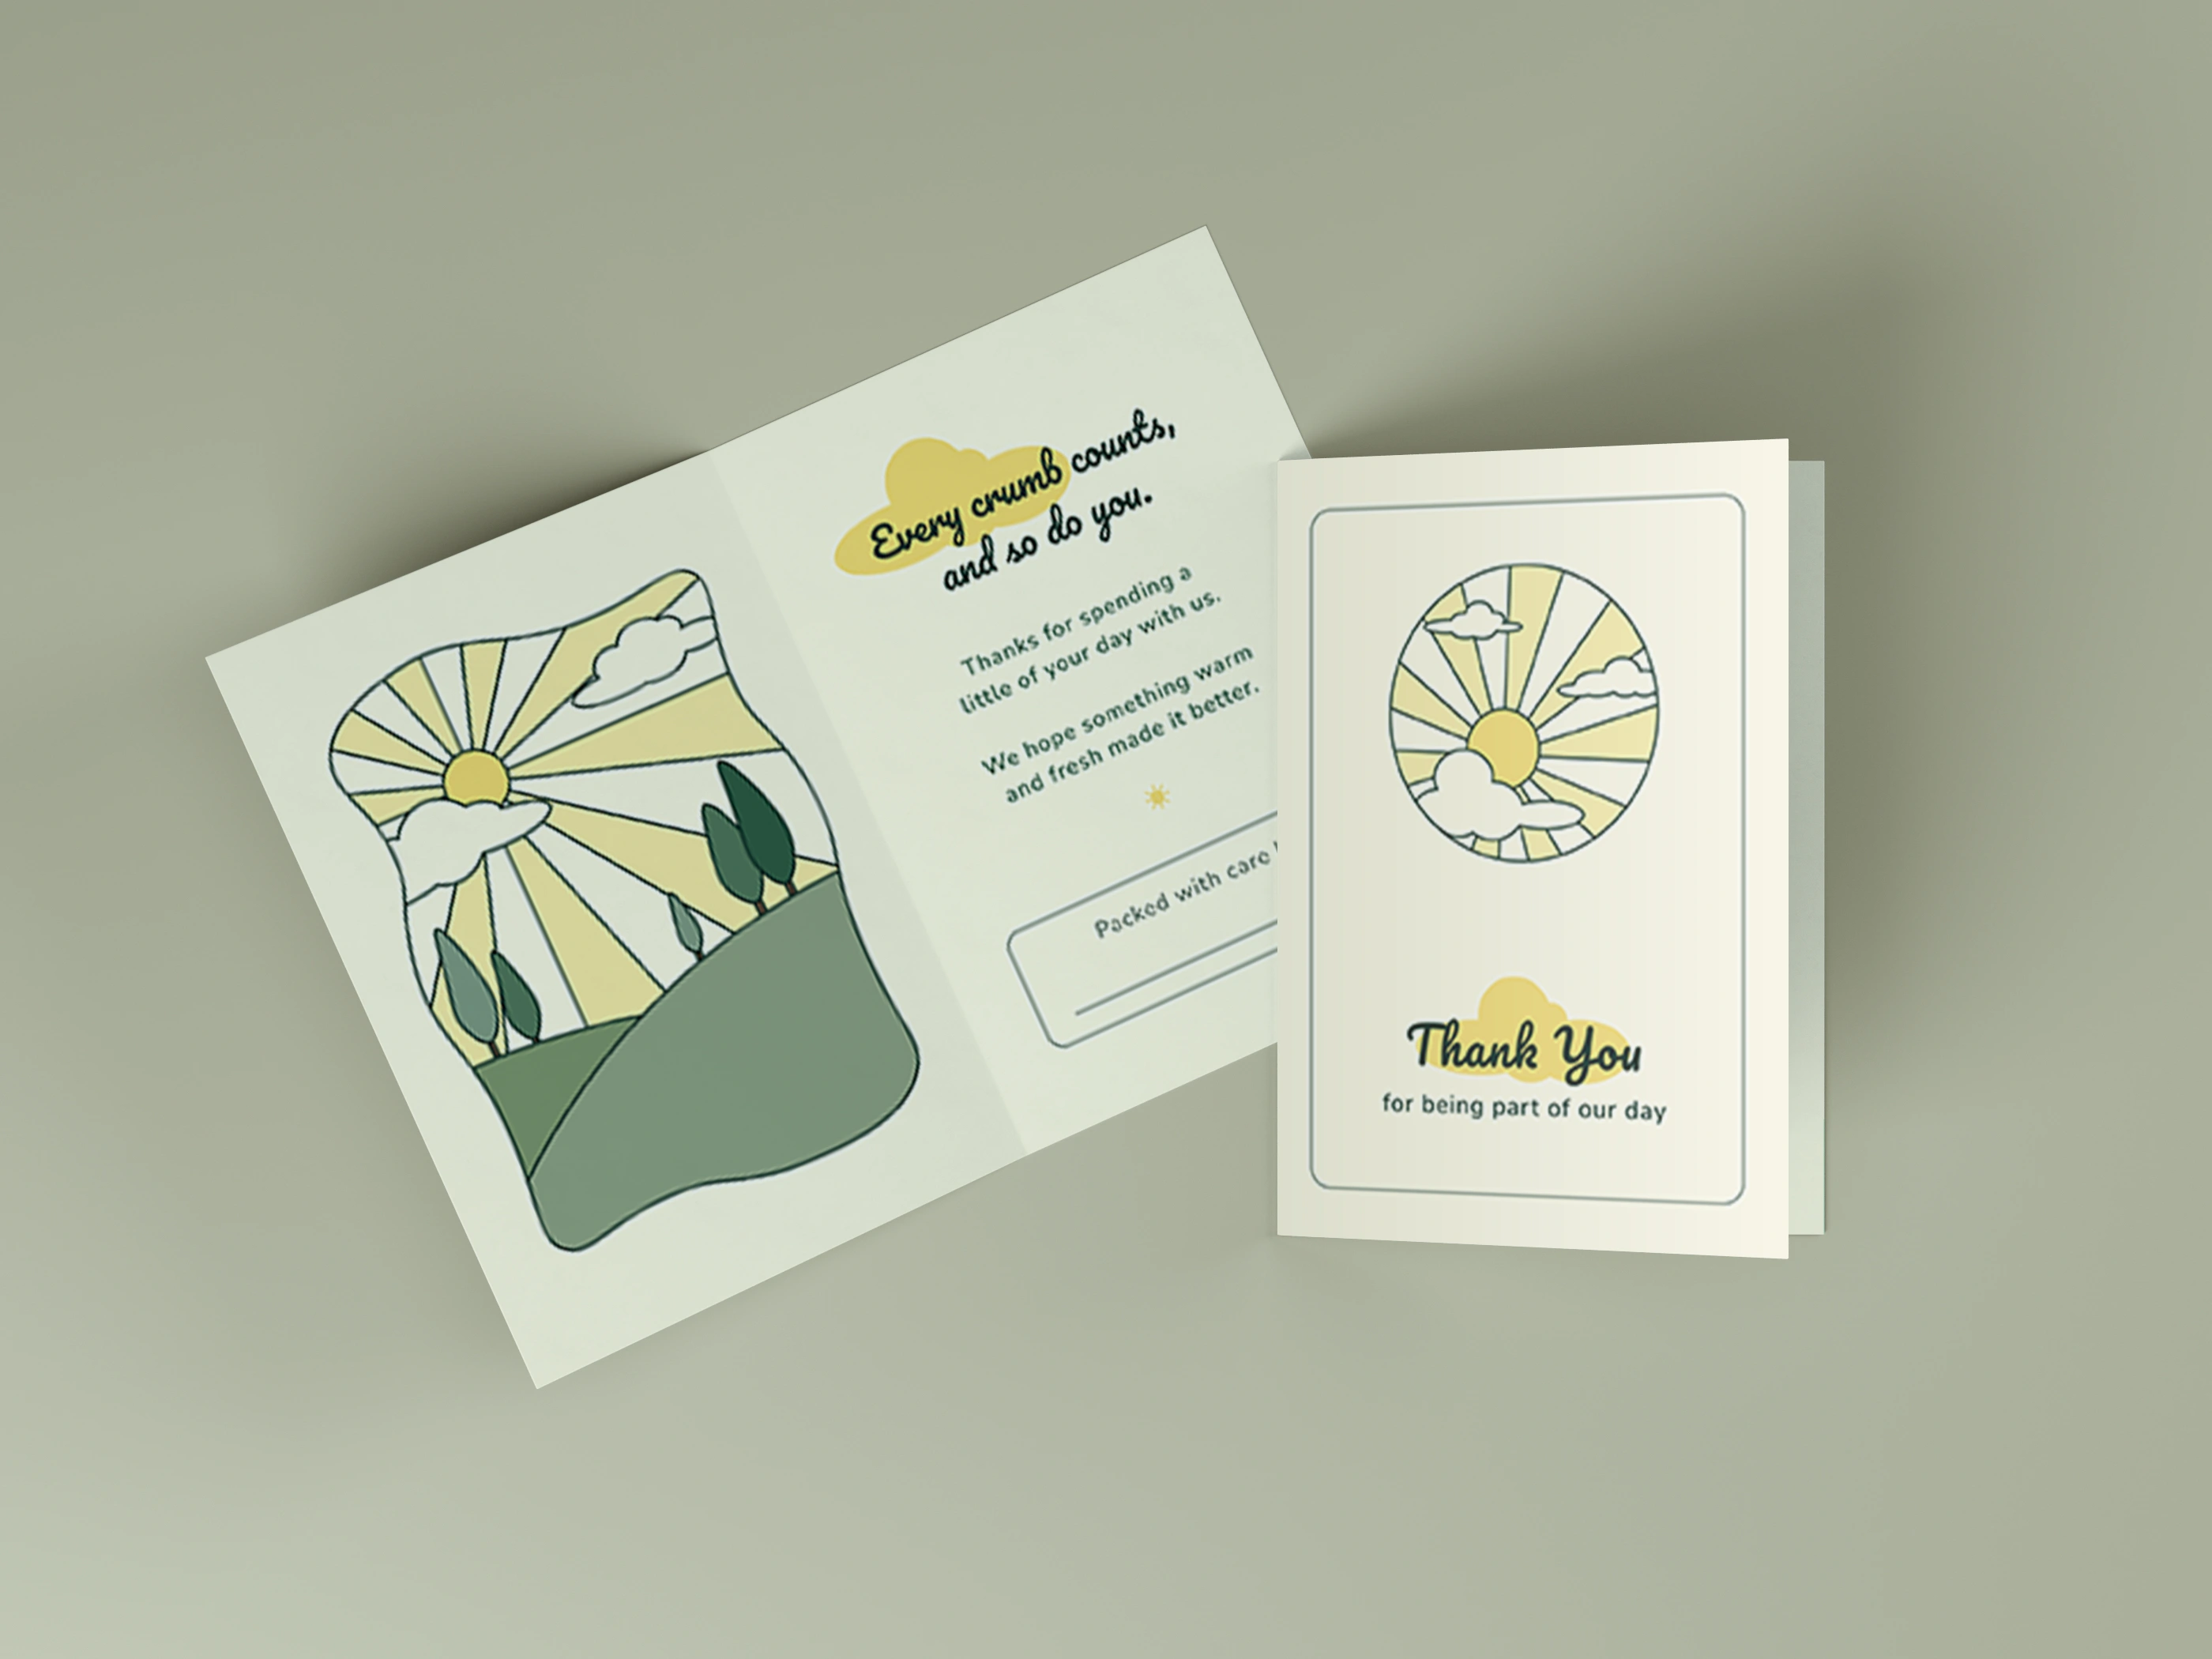 Every crumb counts,
and so do you.
Thanks for spending a
little of your day with us.
We hope something warm
and fresh made it better.
Packed with care
Thank You
for being part of our day